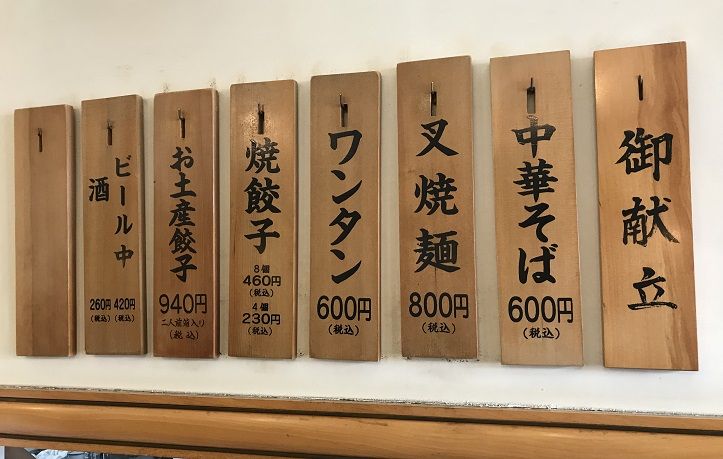 御献立
中華そば
600円
(税込)
叉焼麺
800円
(税込)
ワンタン
600円
(税込)
焼餃子
8個
460円
(税込)
4個
230円
(税込)
お土産餃子
940円
二人前箱入り
(税込)
ビール中
420円
(税込)
酒
260円
(税込)